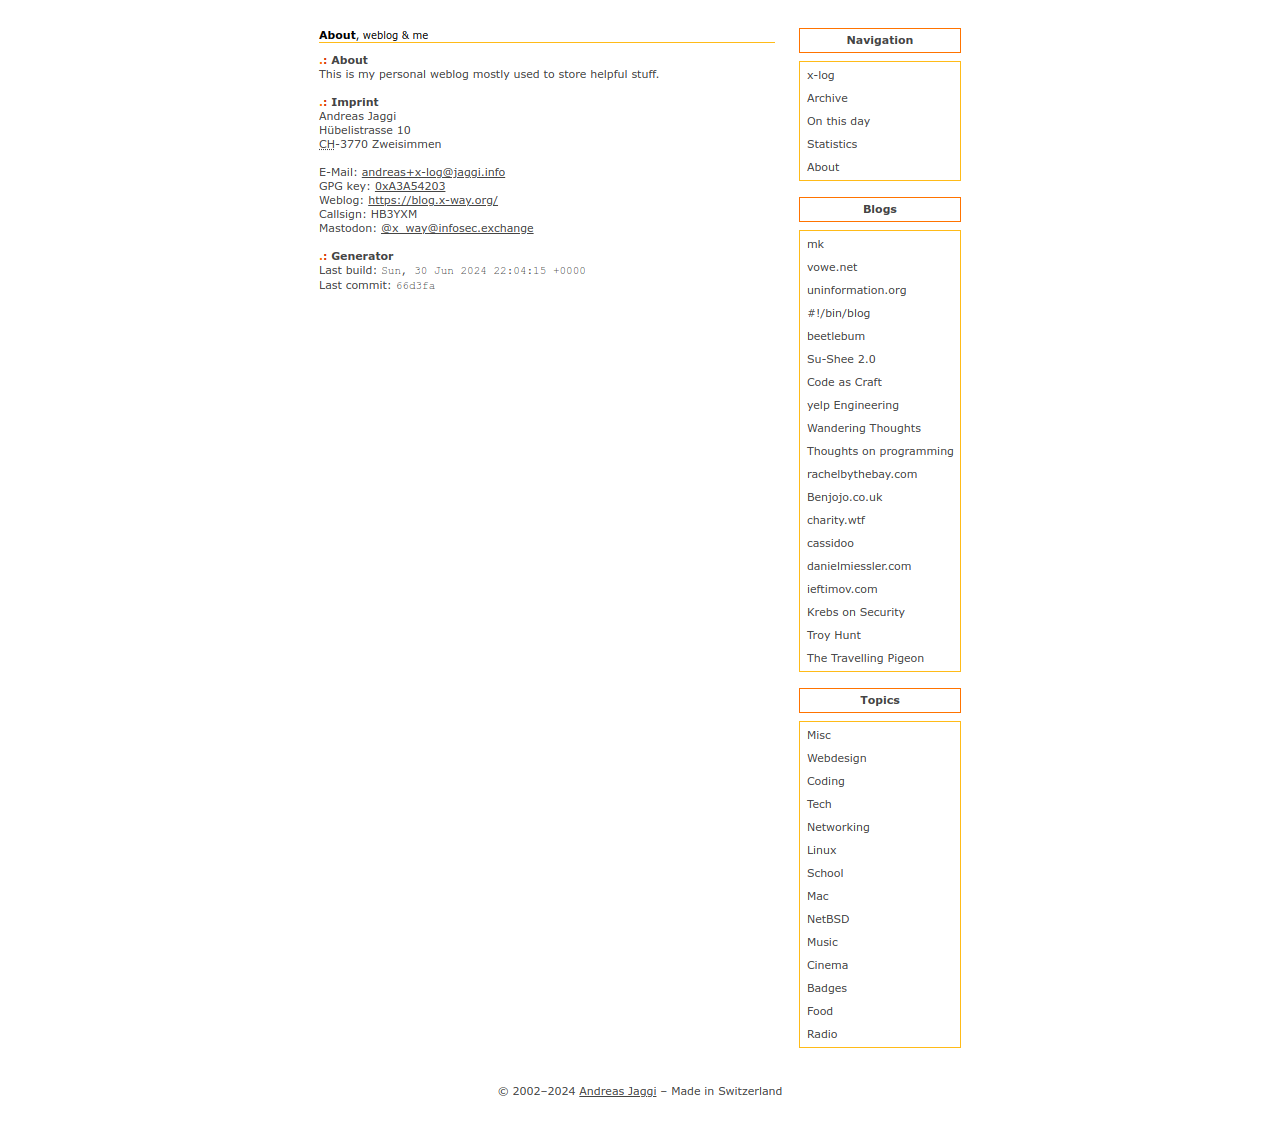 About, weblog & me
.: About
This is my personal weblog mostly used to store helpful stuff.
.: Imprint
Andreas Jaggi
Hübelistrasse 10
CH-3770 Zweisimmen
E-Mail: andreas+x-log@jaggi.info
GPG key: 0xA3A54203
Weblog: https://blog.x-way.org/
Callsign: HB3YXM
Mastodon: @x_way@infosec.exchange
.: Generator
Last build: Sun, 30 Jun 2024 22:04:15 +0000
Last commit: 66d3fa
Navigation
x-log
Archive
On this day
Statistics
About
Blogs
mk
vowe.net
uninformation.org
#!/bin/blog
beetlebum
Su-Shee 2.0
Code as Craft
yelp Engineering
Wandering Thoughts
Thoughts on programming
rachelbythebay.com
Benjojo.co.uk
charity.wtf
cassidoo
danielmiessler.com
ieftimov.com
Krebs on Security
Troy Hunt
The Travelling Pigeon
Topics
Misc
Webdesign
Coding
Tech
Networking
Linux
School
Mac
NetBSD
Music
Cinema
Badges
Food
Radio
© 2002–2024 Andreas Jaggi – Made in Switzerland